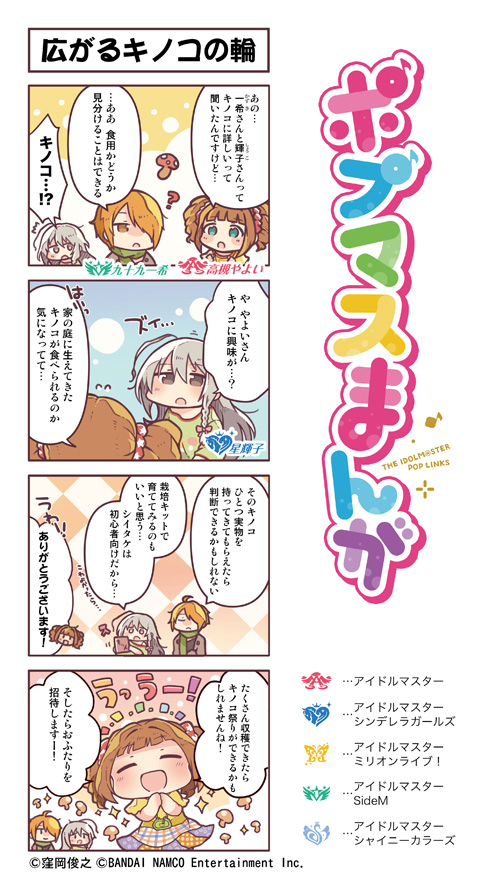 広がるキノコの輪
ポプマスまんが
THE IDOLM@STER
POP LINKS
あの…
一希さんと輝子さんって
かずき
しょうこ
キノコに詳しいって
聞いたんですけど…
…ああ 食用かどうか
見分けることはできる
キノコ…!?
?
九十九一希
高槻やよい
や やよいさん
キノコに興味が…?
ズイ…
はいっ
家の庭に生えてきた
キノコが食べられるのか
気になってて…
星輝子
そのキノコ
ひとつ実物を
持ってきてもらえたら
判断できるかもしれない
栽培キットで
育ててみるのも
いいと思う…
シイタケは
初心者向けだから…
うわぁ!
ありがとうございます!
うっうー!
たくさん収穫できたら
キノコ祭りができるかも
しれませんね!
そしたらおふたりを
招待しますー!
…アイドルマスター
…アイドルマスター
シンデレラガールズ
…アイドルマスター
ミリオンライブ!
…アイドルマスター
SideM
…アイドルマスター
シャイニーカラーズ
©窪岡俊之 ©BANDAI NAMCO Entertainment Inc.